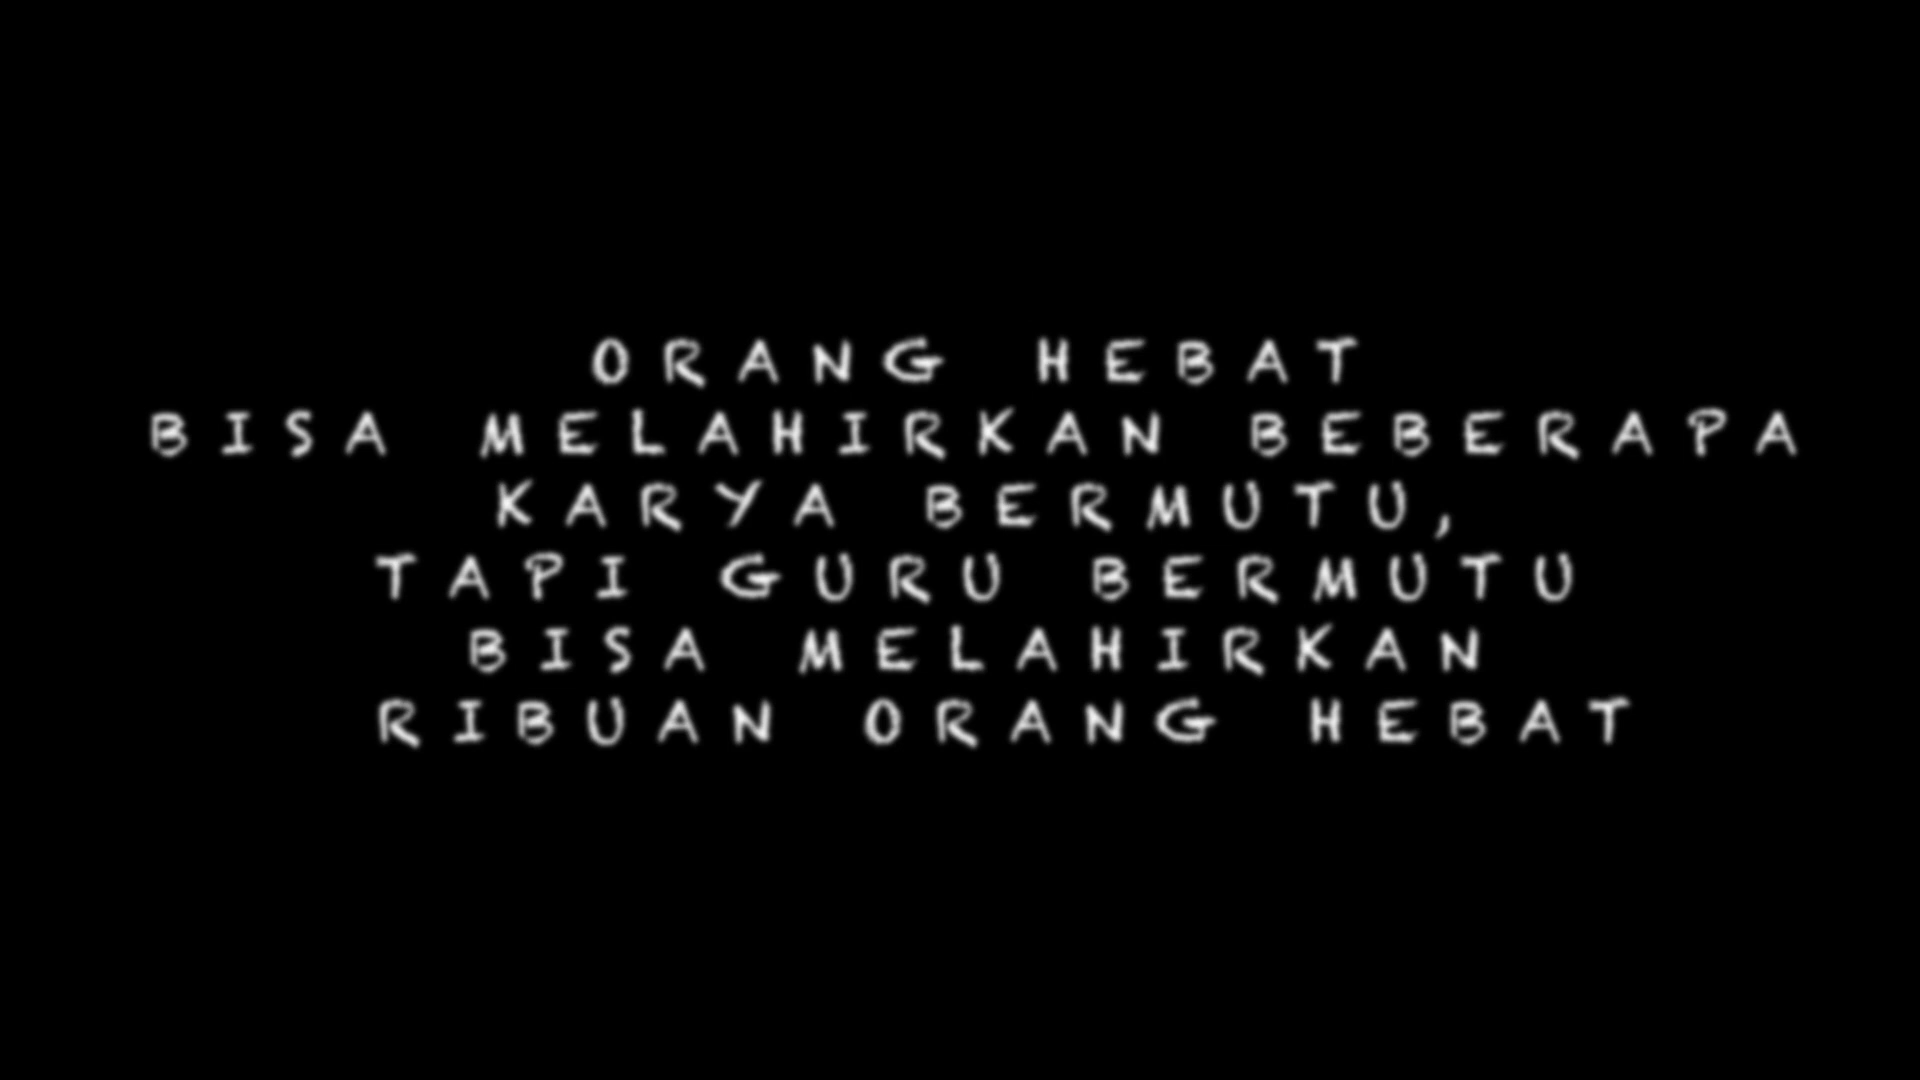 ORANG HEBAT
BISA MELAHIRKAN BEBERAPA
KARYA BERMUTU,
TAPI GURU BERMUTU
BISA MELAHIRKAN
RIBUAN ORANG HEBAT